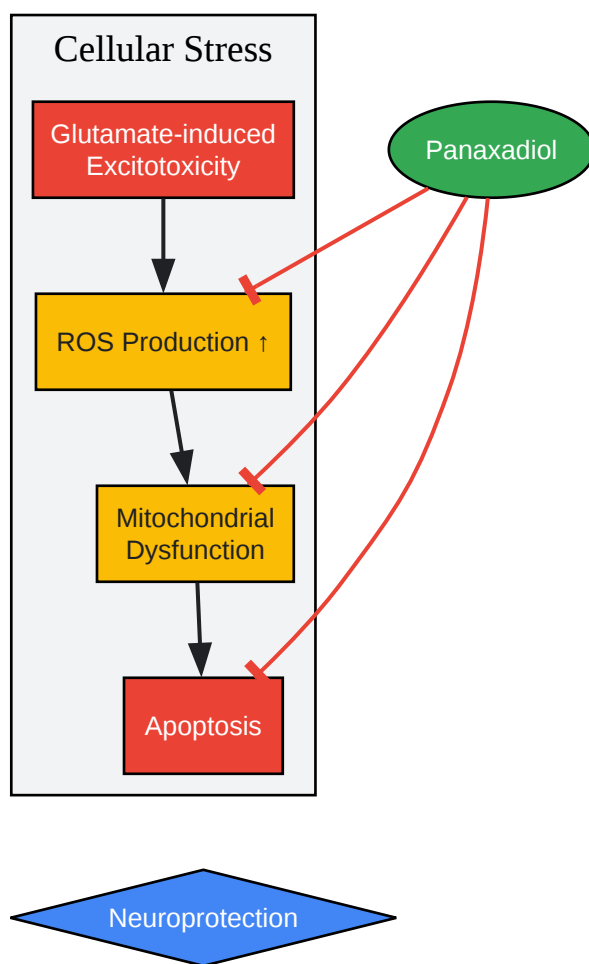 Cellular Stress
Glutamate-induced
Excitotoxicity
Panaxadiol
ROS Production ↑
Mitochondrial
Dysfunction
Apoptosis
Neuroprotection